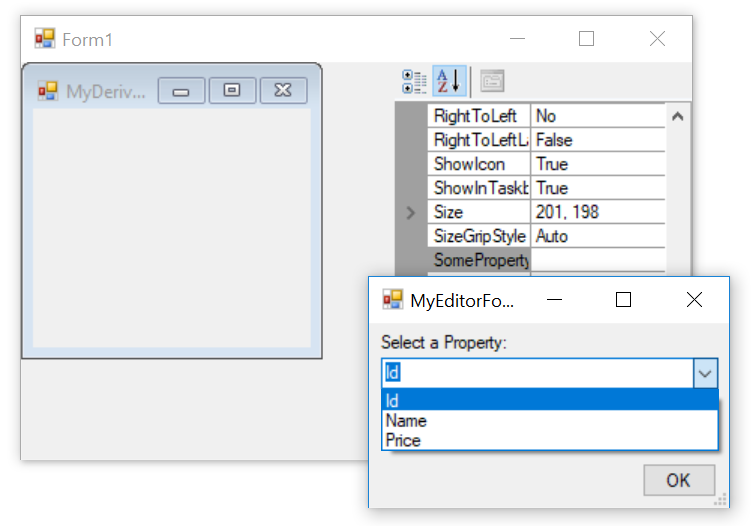 Form1
MyDeriv...
RightToLeft No
RightToLeftL False
ShowIcon True
ShowInTaskb True
Size 201, 198
SizeGripStyle Auto
SomeProperty
MyEditorFo...
Select a Property:
Id
Id
Name
Price
OK